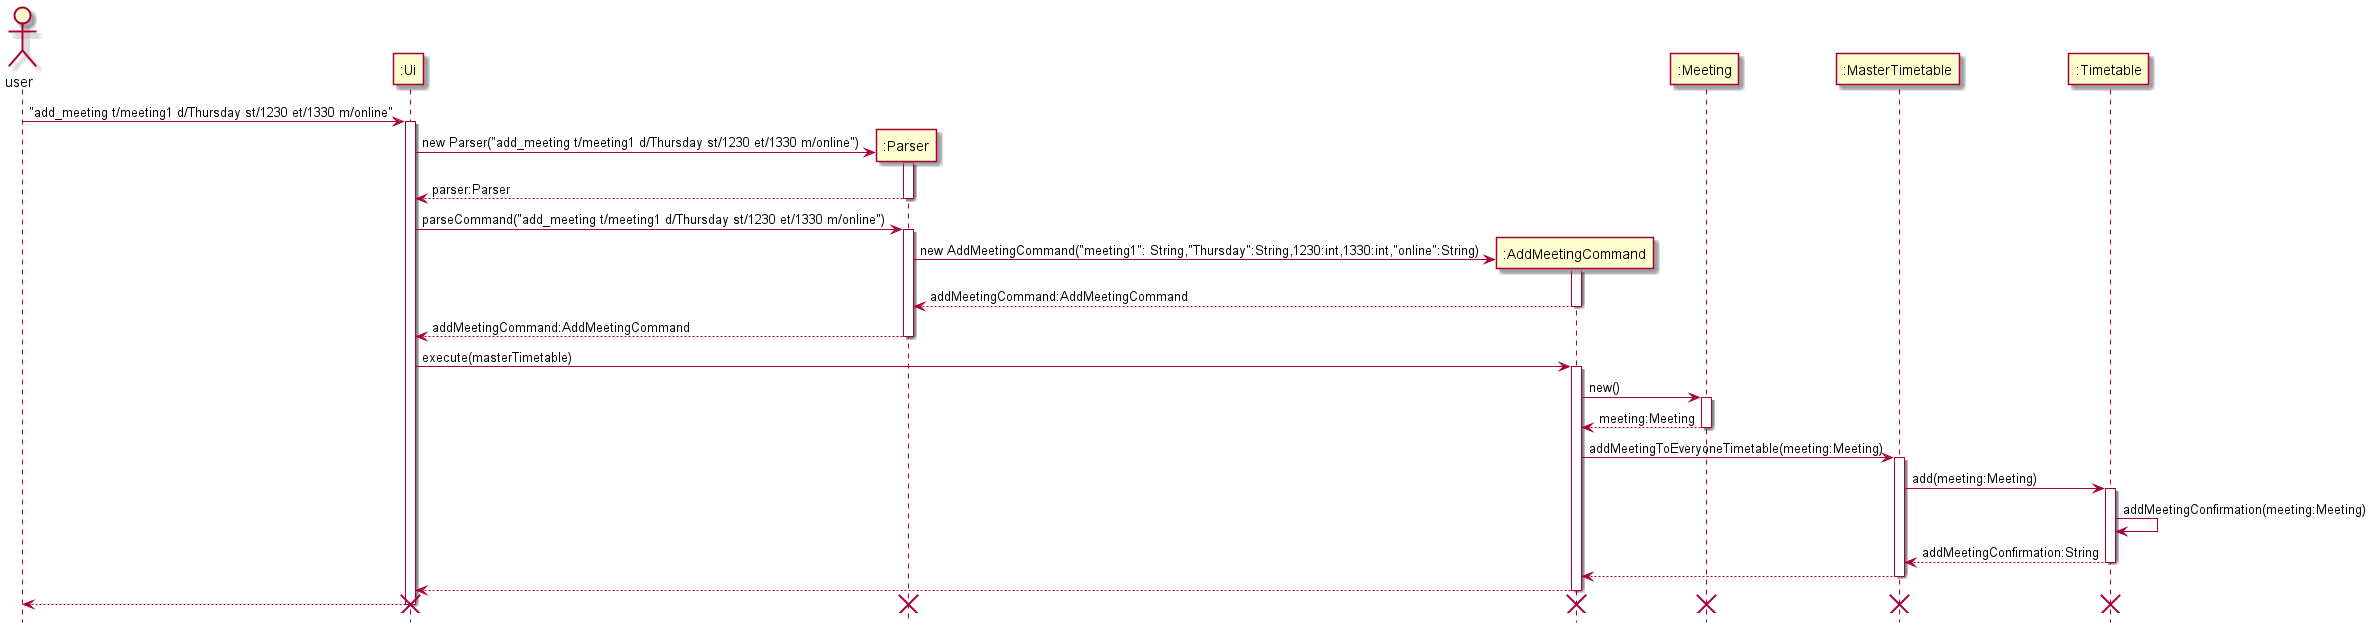 user
:Ui
:Meeting
:MasterTimetable
:Timetable
"add_meeting t/meeting1 d/Thursday st/1230 et/1330 m/online"
new Parser("add_meeting t/meeting1 d/Thursday st/1230 et/1330 m/online")
:Parser
parser:Parser
parseCommand("add_meeting t/meeting1 d/Thursday st/1230 et/1330 m/online")
new AddMeetingCommand("meeting1": String,"Thursday":String,1230:int,1330:int,"online":String)
:AddMeetingCommand
addMeetingCommand:AddMeetingCommand
addMeetingCommand:AddMeetingCommand
execute(masterTimetable)
new()
meeting:Meeting
addMeetingToEveryoneTimetable(meeting:Meeting)
add(meeting:Meeting)
addMeetingConfirmation(meeting:Meeting)
addMeetingConfirmation:String